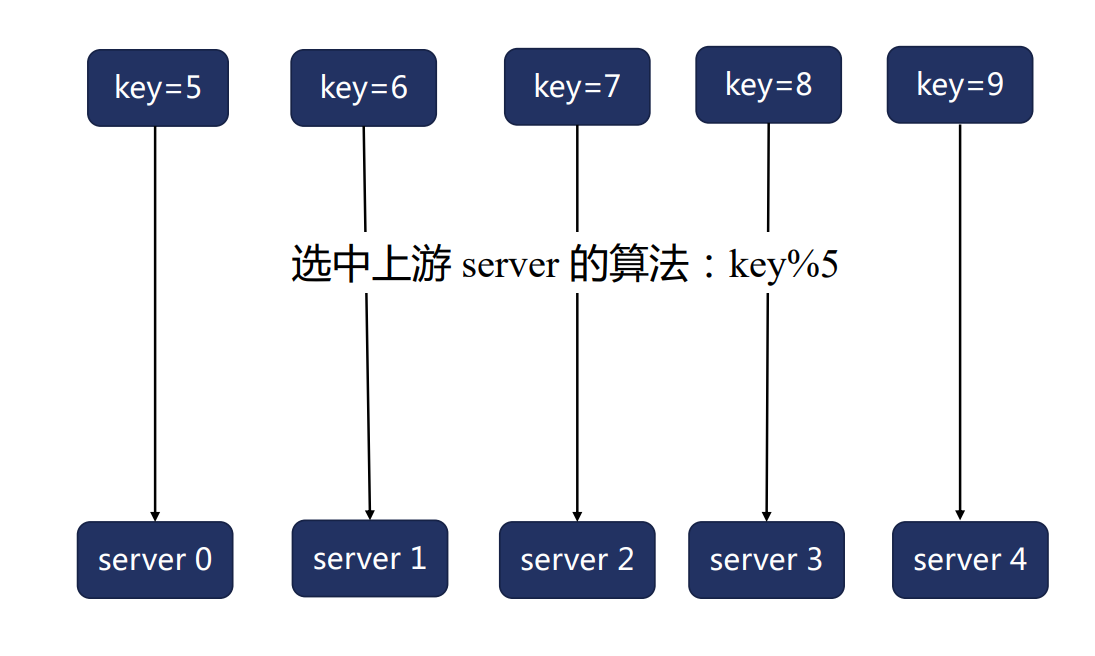 key=5
key=6
key=7
key=8
key=9
选中上游 server 的算法：key%5
server 0
server 1
server 2
server 3
server 4